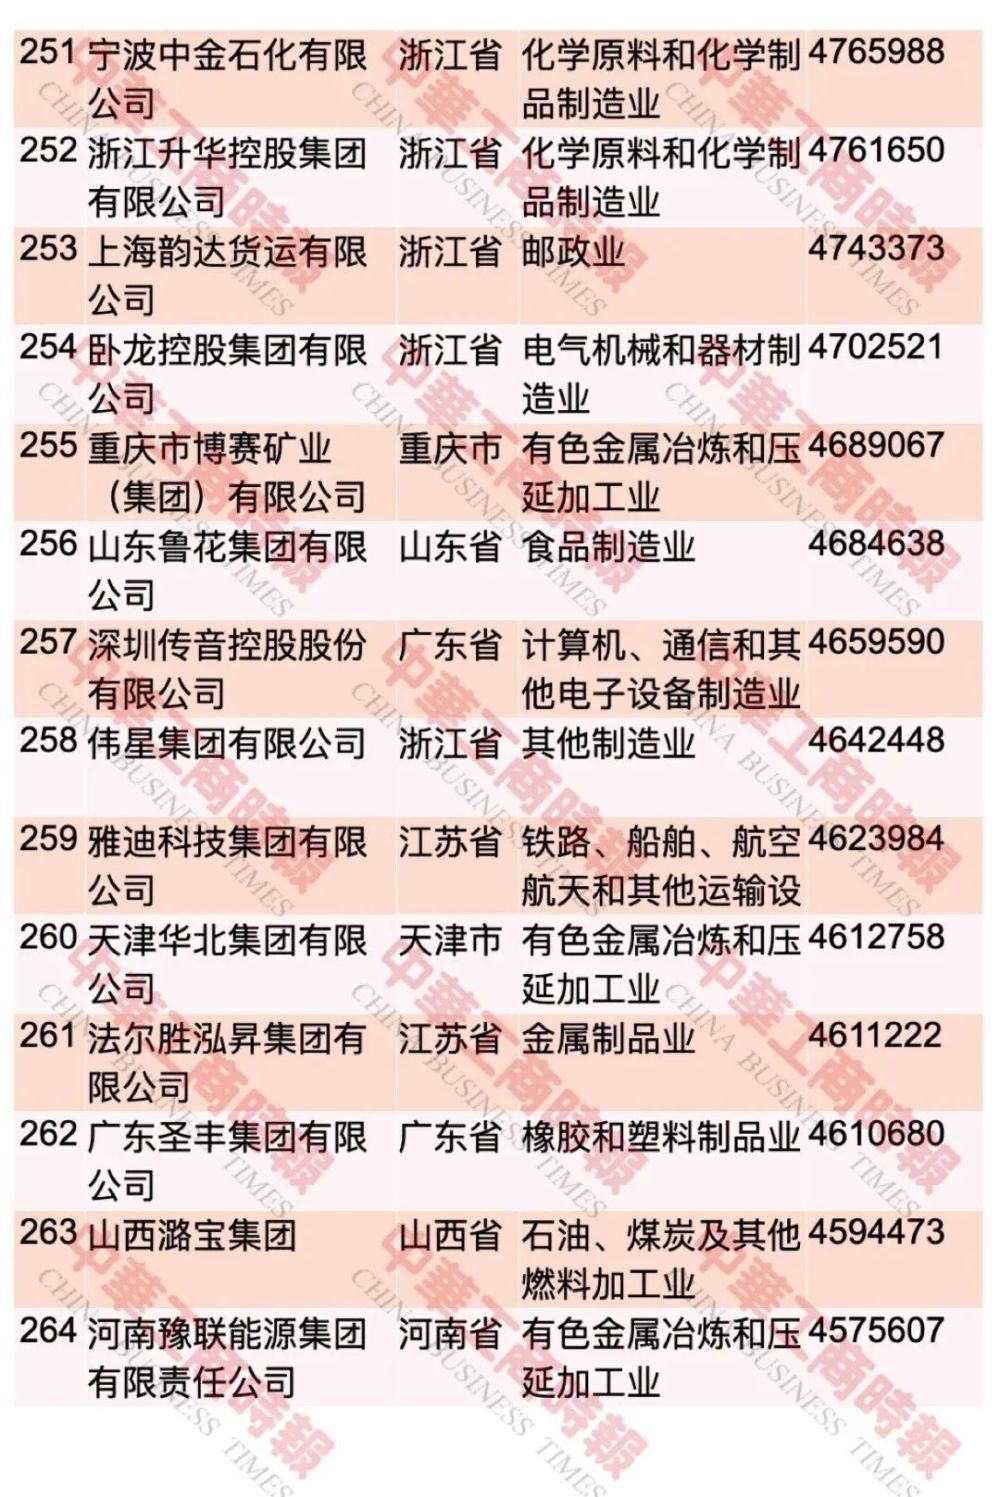 251 宁波中金石化有限 浙江省 化学原料和化学制 4765988
公司 品制造业
252 浙江升华控股集团 浙江省 化学原料和化学制 4761650
有限公司 品制造业
253 上海韵达货运有限 浙江省 邮政业 4743373
公司
254 卧龙控股集团有限 浙江省 电气机械和器材制 4702521
公司 造业
255 重庆市博赛矿业 重庆市 有色金属冶炼和压 4689067
（集团）有限公司 延加工业
256 山东鲁花集团有限 山东省 食品制造业 4684638
公司
257 深圳传音控股股份 广东省 计算机、通信和其 4659590
有限公司 他电子设备制造业
258 伟星集团有限公司 浙江省 其他制造业 4642448
259 雅迪科技集团有限 江苏省 铁路、船舶、航空 4623984
公司 航天和其他运输设
260 天津华北集团有限 天津市 有色金属冶炼和压 4612758
公司 延加工业
261 法尔胜泓昇集团有 江苏省 金属制品业 4611222
限公司
262 广东圣丰集团有限 广东省 橡胶和塑料制品业 4610680
公司
263 山西潞宝集团 山西省 石油、煤炭及其他 4594473
燃料加工业
264 河南豫联能源集团 河南省 有色金属冶炼和压 4575607
有限责任公司 延加工业
中華工商時報
CHINA BUSINESS TIMES